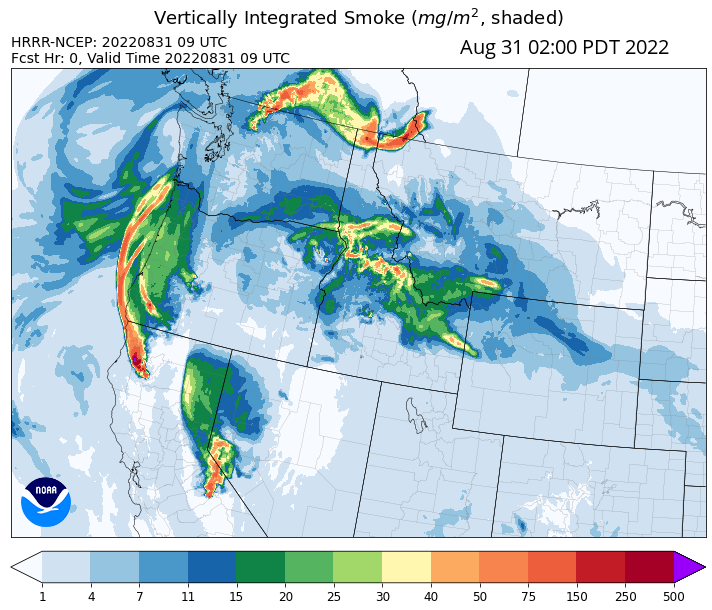 Vertically Integrated Smoke (mg/m², shaded)
HRRR-NCEP: 20220831 09 UTC
Fcst Hr: 0, Valid Time 20220831 09 UTC
Aug 31 02:00 PDT 2022
NOAA
1 4 7 11 15 20 25 30 40 50 75 150 250 500